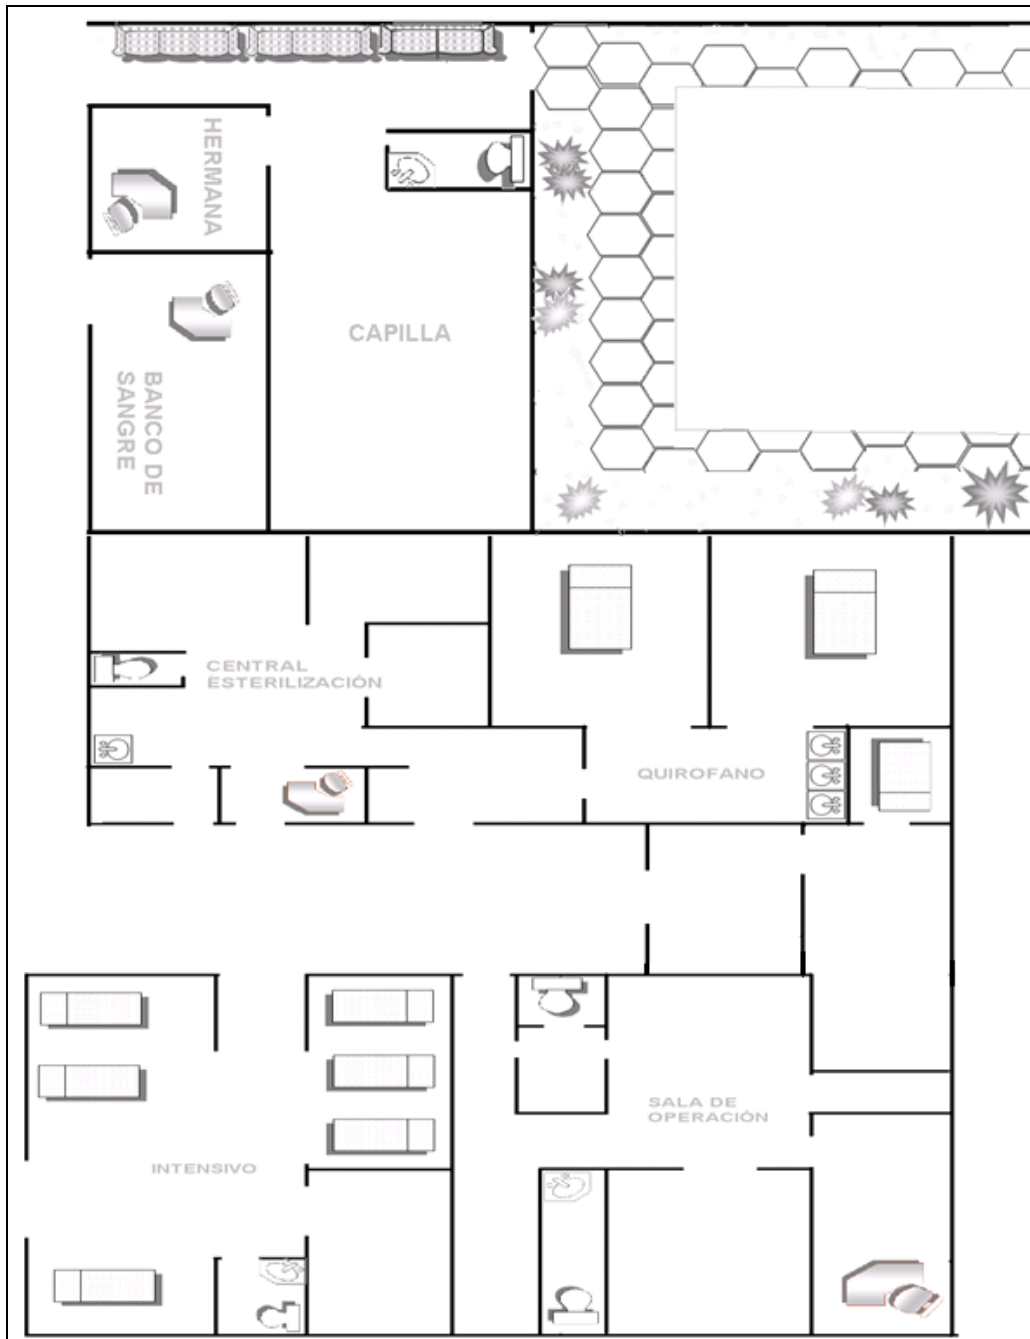 HERMANA
CAPILLA
BANCO DE
SANGRE
CENTRAL
ESTERILIZACIÓN
QUIROFANO
SALA DE
OPERACIÓN
INTENSIVO